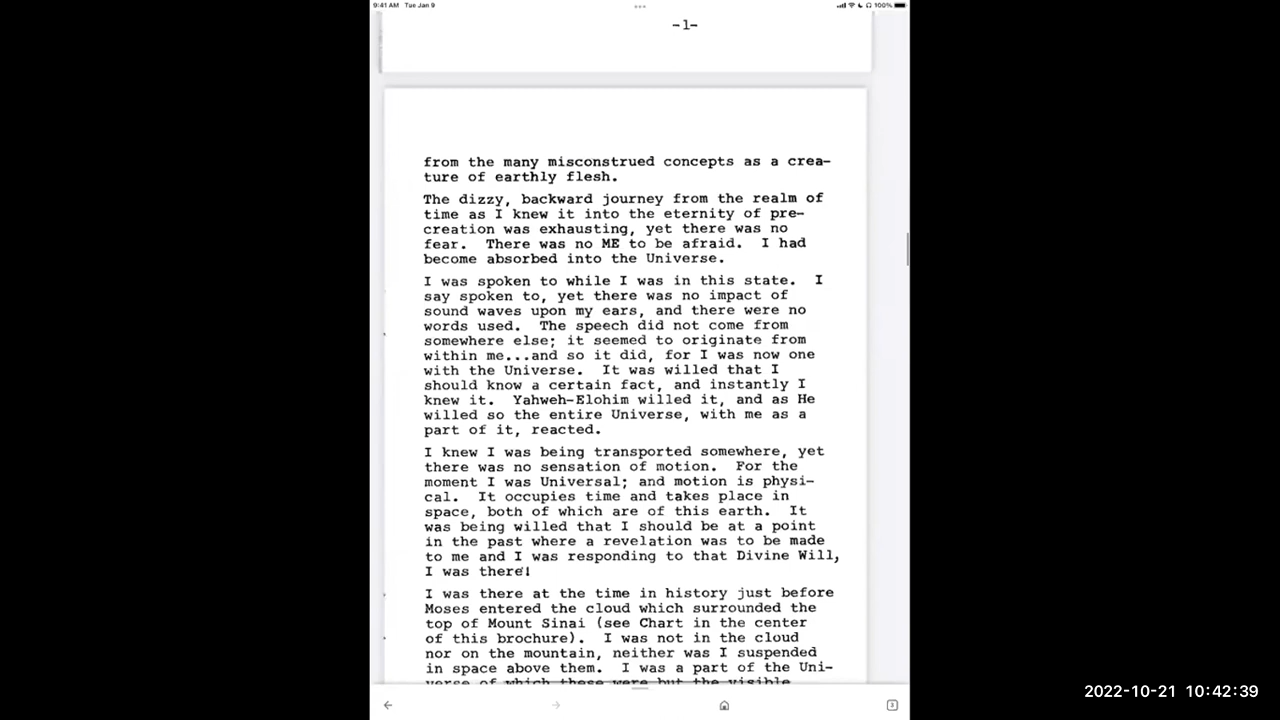 9:41 AM Tue Jan 9
100%
-1-
from the many misconstrued concepts as a crea-
ture of earthly flesh.
The dizzy, backward journey from the realm of
time as I knew it into the eternity of pre-
creation was exhausting, yet there was no
fear. There was no ME to be afraid. I had
become absorbed into the Universe.
I was spoken to while I was in this state. I
say spoken to, yet there was no impact of
sound waves upon my ears, and there were no
words used. The speech did not come from
somewhere else; it seemed to originate from
within me...and so it did, for I was now one
with the Universe. It was willed that I
should know a certain fact, and instantly I
knew it. Yahweh-Elohim willed it, and as He
willed so the entire Universe, with me as a
part of it, reacted.
I knew I was being transported somewhere, yet
there was no sensation of motion. For the
moment I was Universal; and motion is physi-
cal. It occupies time and takes place in
space, both of which are of this earth. It
was being willed that I should be at a point
in the past where a revelation was to be made
to me and I was responding to that Divine Will,
I was there!
I was there at the time in history just before
Moses entered the cloud which surrounded the
top of Mount Sinai (see Chart in the center
of this brochure). I was not in the cloud
nor on the mountain, neither was I suspended
in space above them. I was a part of the Uni-
verse of which these were but the visible
3
2022-10-21 10:42:39